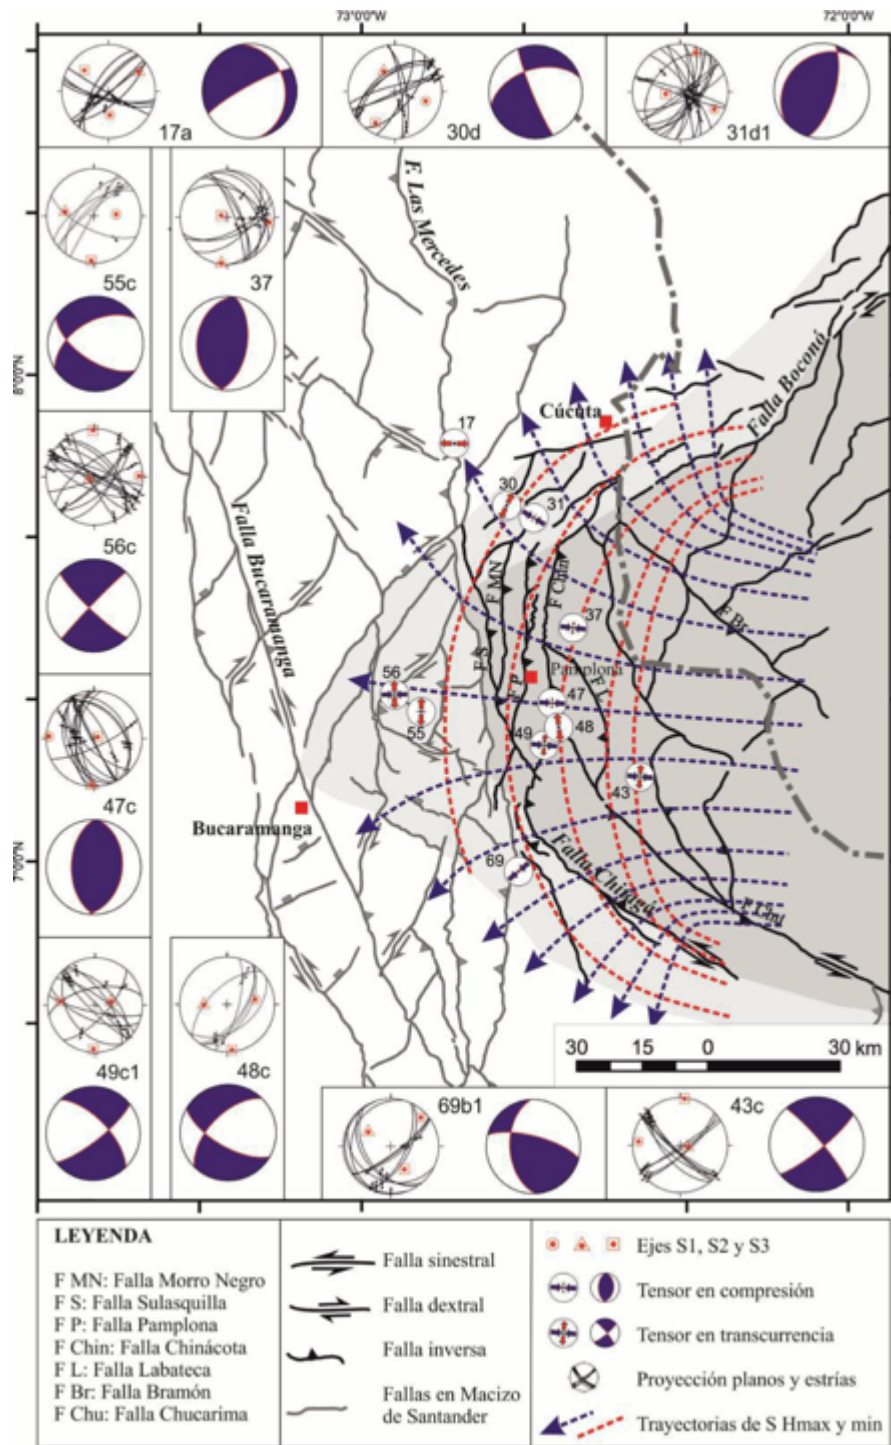 73°0'0"W
72°0'0"W
17a
30d
31d1
55c
37
F. Las Mercedes
8°0'0"N
17
Cúcuta
Falla Boconó
56c
30
31
Falla Bucaramanga
F MN
F Chin
37
F Br
F S
56
F P
Pamplona
F L
47
55
48
49
47c
43
Bucaramanga
7°0'0"N
69
Falla Chitagá
F Chu
49c1
48c
30 15 0 30 km
69b1
43c
LEYENDA
F MN: Falla Morro Negro
F S: Falla Sulasquilla
F P: Falla Pamplona
F Chin: Falla Chinácota
F L: Falla Labateca
F Br: Falla Bramón
F Chu: Falla Chucarima
Falla sinestral
Falla dextral
Falla inversa
Fallas en Macizo
de Santander
Ejes S1, S2 y S3
Tensor en compresión
Tensor en transcurrencia
Proyección planos y estrías
Trayectorias de S Hmax y min